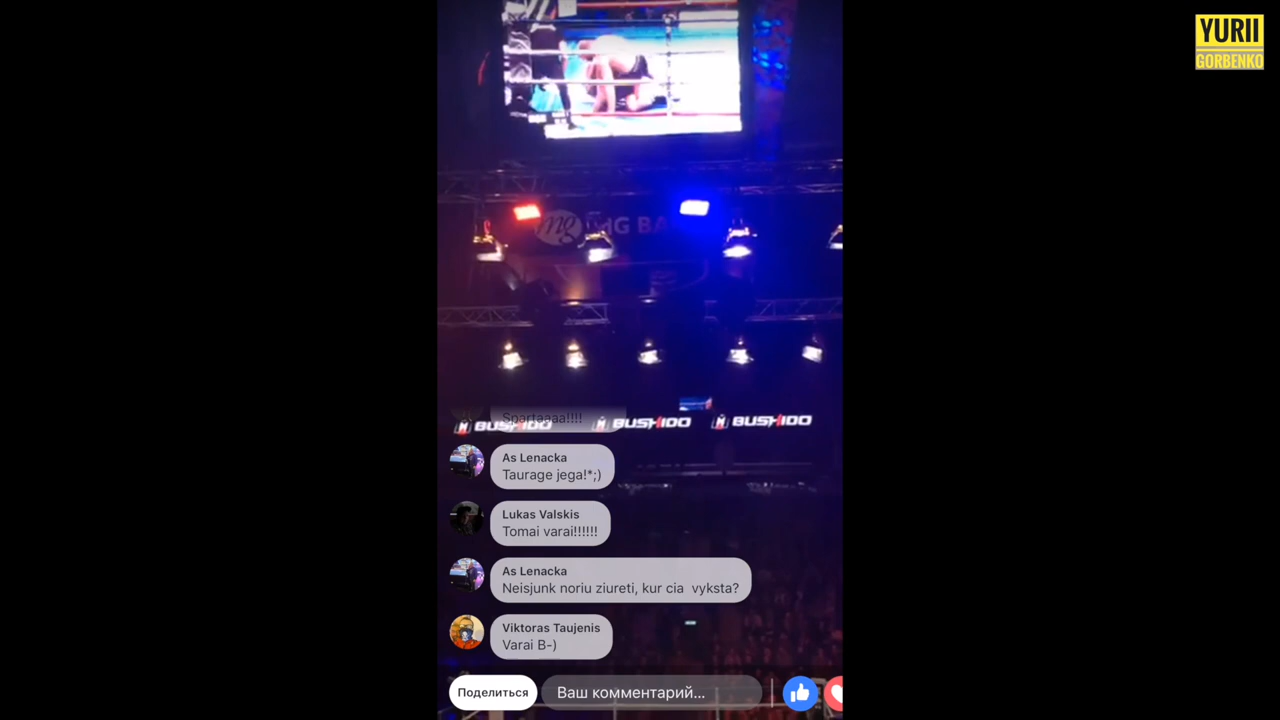 YURII
GORBENKO
mg
Spartaaaa!!!!
BUSHIDO
BUSHIDO
BUSHIDO
As Lenacka
Taurage jega!*;)
Lukas Valskis
Tomai varai!!!!!!
As Lenacka
Neisjunk noriu ziureti, kur cia vyksta?
Viktoras Taujenis
Varai B-)
Поделиться
Ваш комментарий...